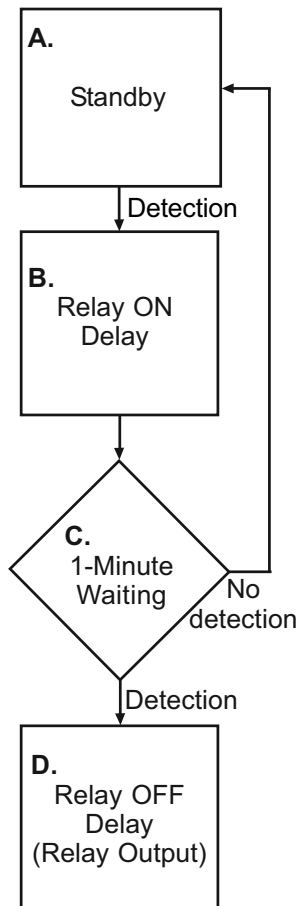 A.
Standby
Detection
B.
Relay ON
Delay
C.
1-Minute
Waiting
No
detection
Detection
D.
Relay OFF
Delay
(Relay Output)